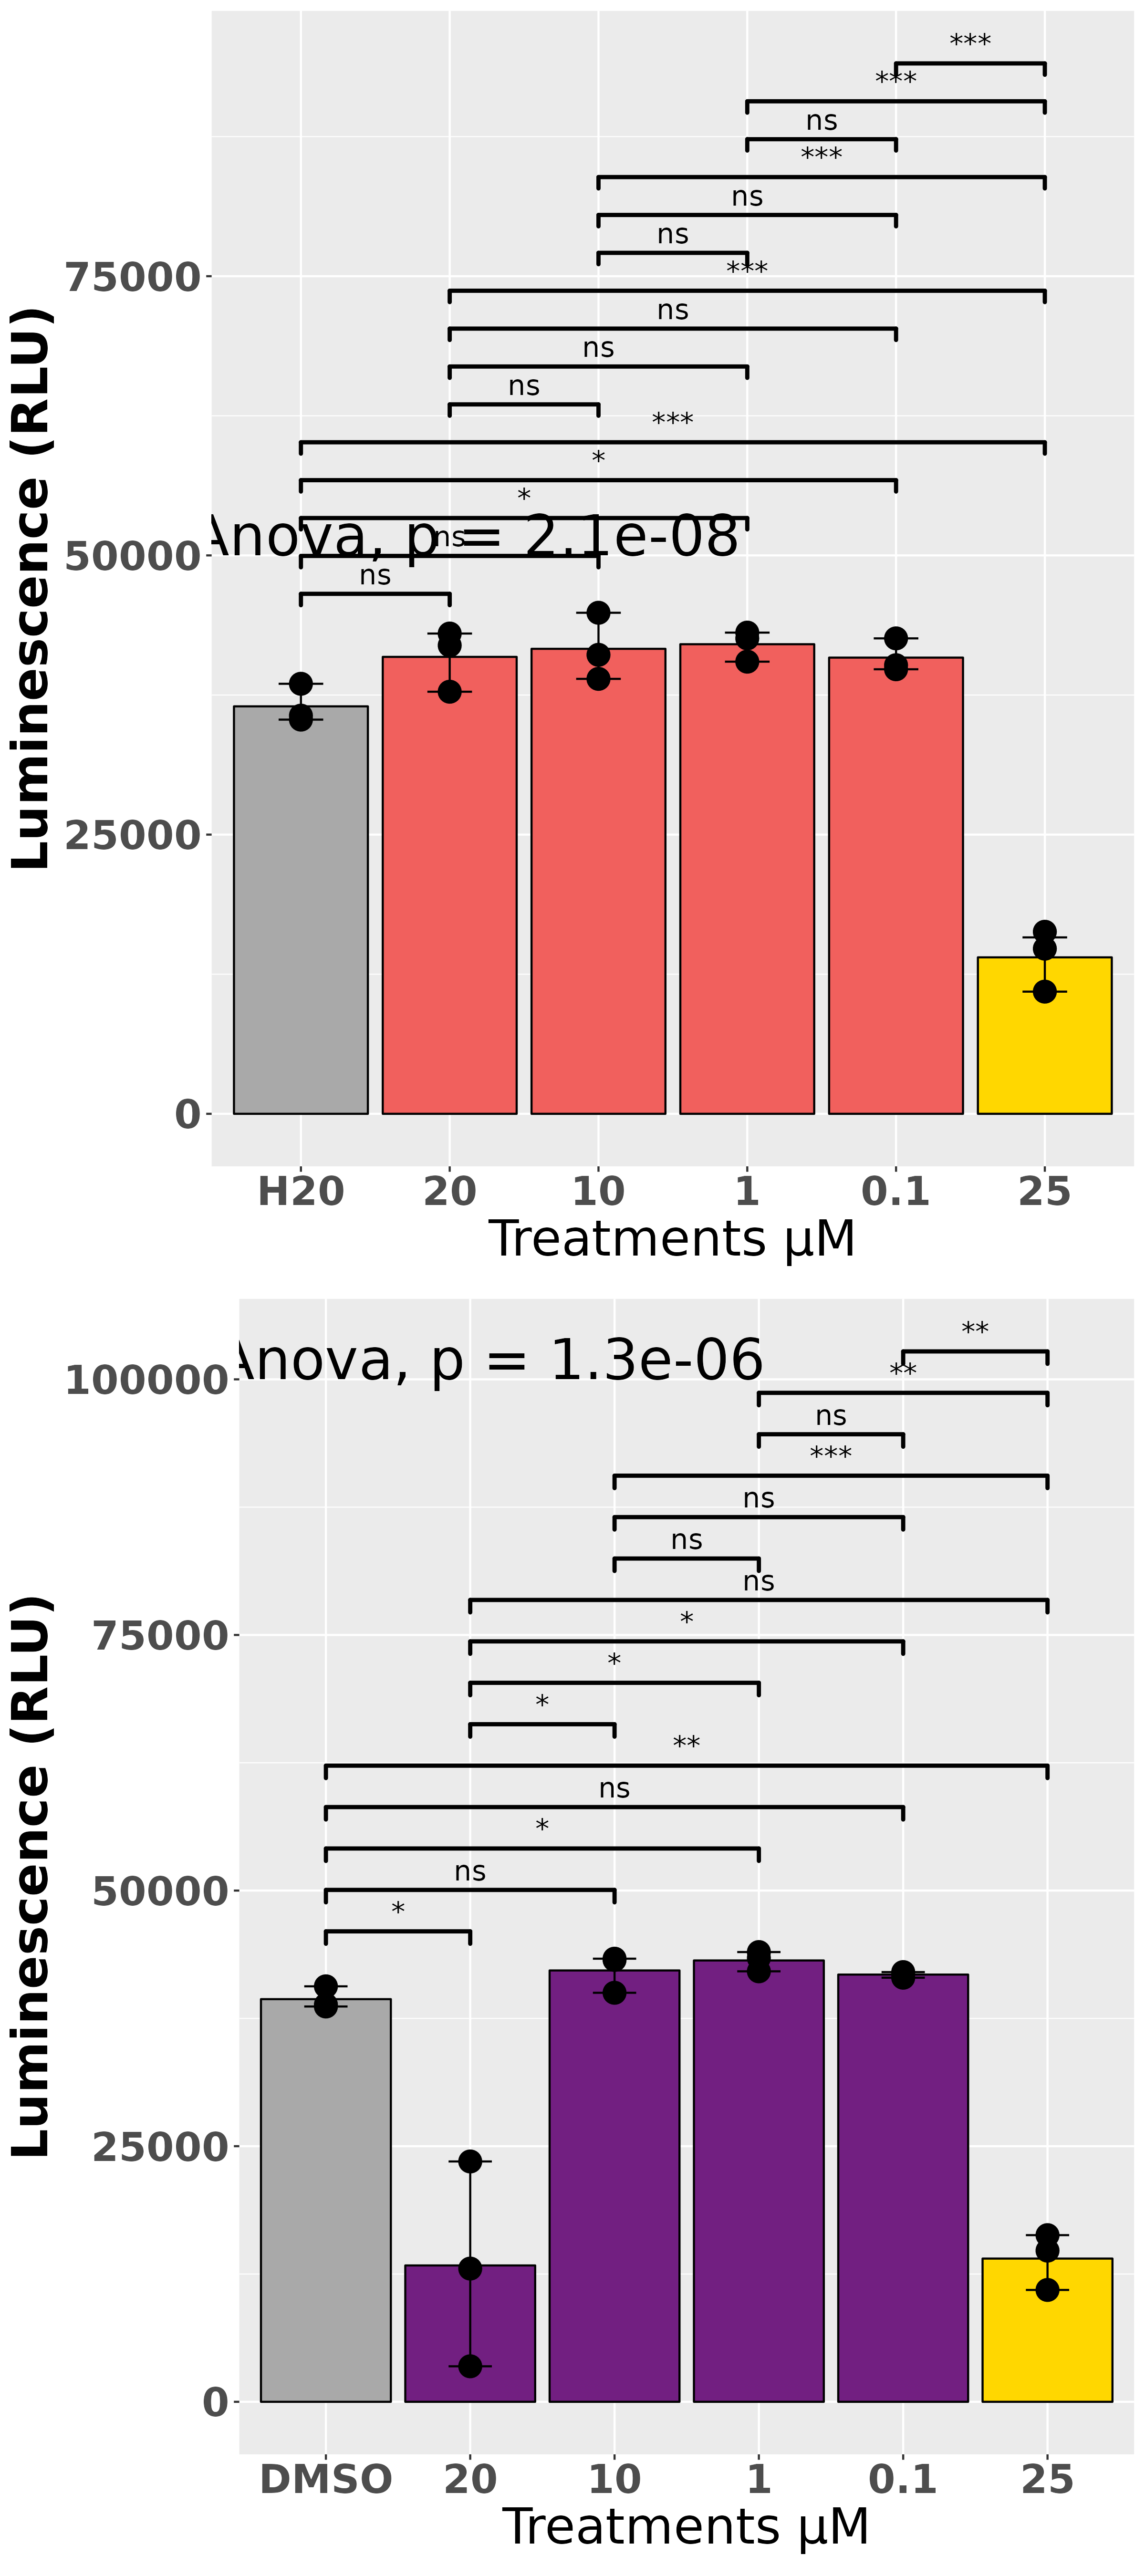 ***
***
ns
***
ns
ns
75000
***
ns
ns
ns
***
*
*
Anova, p = 2.1e-08
ns
50000
ns
Luminescence (RLU)
25000
0
H20 20 10 1 0.1 25
Treatments µM
**
Anova, p = 1.3e-06
100000
**
ns
***
ns
ns
ns
*
75000
*
*
**
ns
*
ns
50000
*
Luminescence (RLU)
25000
0
DMSO 20 10 1 0.1 25
Treatments µM